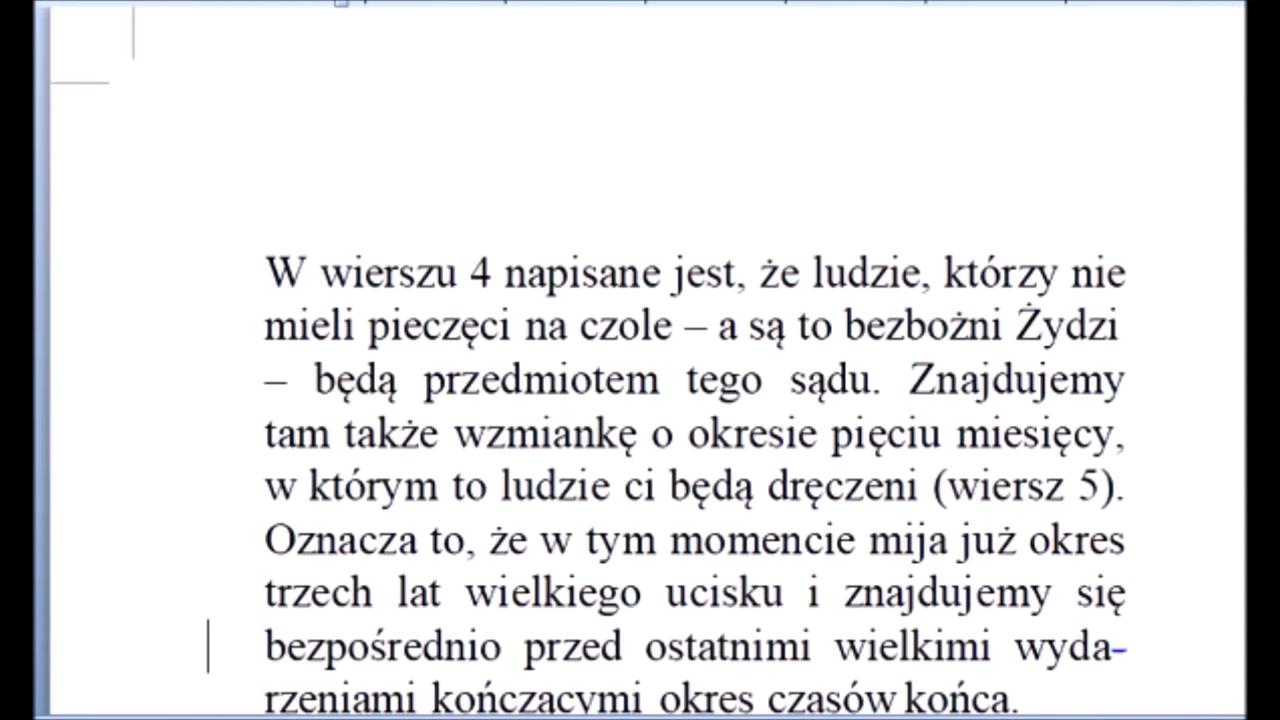 W wierszu 4 napisane jest, że ludzie, którzy nie
mieli pieczęci na czole – a są to bezbożni Żydzi
– będą przedmiotem tego sądu. Znajdujemy
tam także wzmiankę o okresie pięciu miesięcy,
w którym to ludzie ci będą dręczeni (wiersz 5).
Oznacza to, że w tym momencie mija już okres
trzech lat wielkiego ucisku i znajdujemy się
bezpośrednio przed ostatnimi wielkimi wyda-
rzeniami kończącymi okres czasów końca.